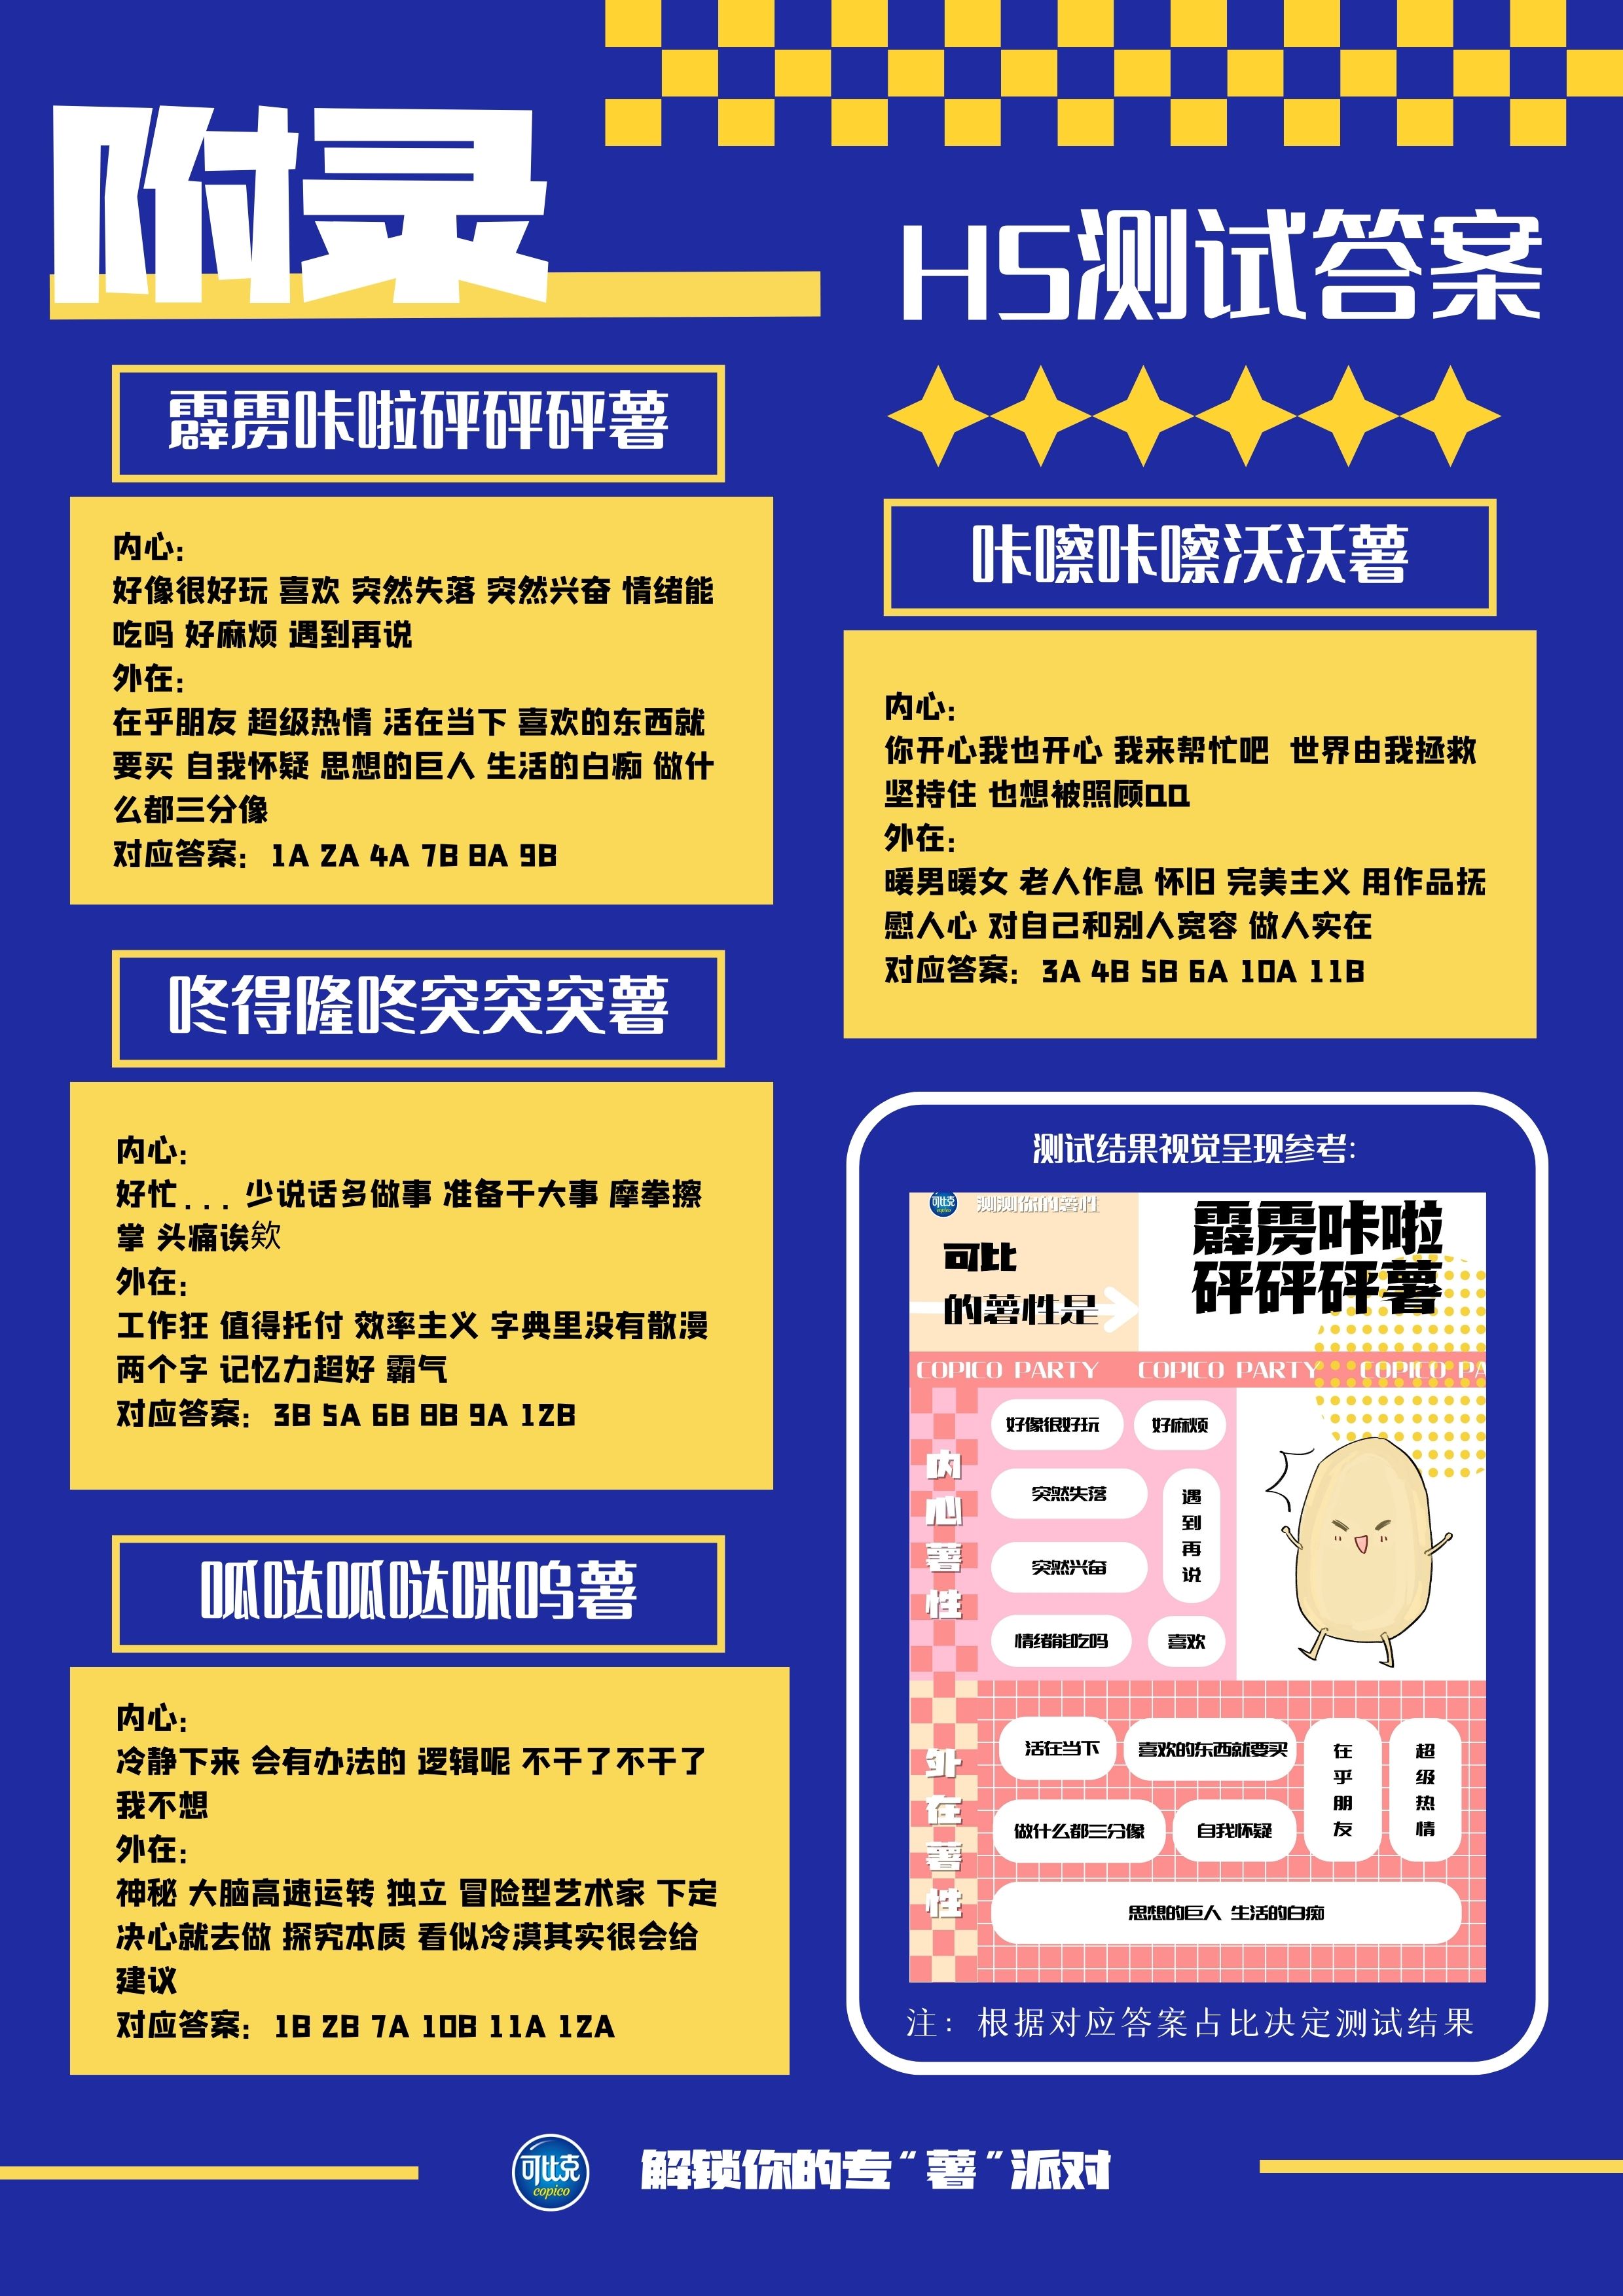 附录
H5测试答案
霹雳咔啦砰砰砰薯
内心：
好像很好玩 喜欢 突然失落 突然兴奋 情绪能
吃吗 好麻烦 遇到再说
外在：
在乎朋友 超级热情 活在当下 喜欢的东西就
要买 自我怀疑 思想的巨人 生活的白痴 做什
么都三分像
对应答案：1A 2A 4A 7B 8A 9B
咚得隆咚突突突薯
内心：
好忙... 少说话多做事 准备干大事 摩拳擦
掌 头痛诶欸
外在：
工作狂 值得托付 效率主义 字典里没有散漫
两个字 记忆力超好 霸气
对应答案：3B 5A 6B 8B 9A 12B
呱哒呱哒咪呜薯
内心：
冷静下来 会有办法的 逻辑呢 不干了不干了
我不想
外在：
神秘 大脑高速运转 独立 冒险型艺术家 下定
决心就去做 探究本质 看似冷漠其实很会给
建议
对应答案：1B 2B 7A 10B 11A 12A
咔嚓咔嚓沃沃薯
内心：
你开心我也开心 我来帮忙吧 世界由我拯救
坚持住 也想被照顾QQ
外在：
暖男暖女 老人作息 怀旧 完美主义 用作品抚
慰人心 对自己和别人宽容 做人实在
对应答案：3A 4B 5B 6A 10A 11B
测试结果视觉呈现参考：
可比克
copico
测测你的薯性
可比
的薯性是
霹雳咔啦
砰砰砰薯
COPICO PARTY COPICO PARTY COPICO PA
内心薯性
好像很好玩 好麻烦
突然失落
遇到再说
突然兴奋
情绪能吃吗 喜欢
外在薯性
活在当下 喜欢的东西就要买
在乎朋友
超级热情
做什么都三分像 自我怀疑
思想的巨人 生活的白痴
注：根据对应答案占比决定测试结果
可比克
copico
解锁你的专“薯”派对